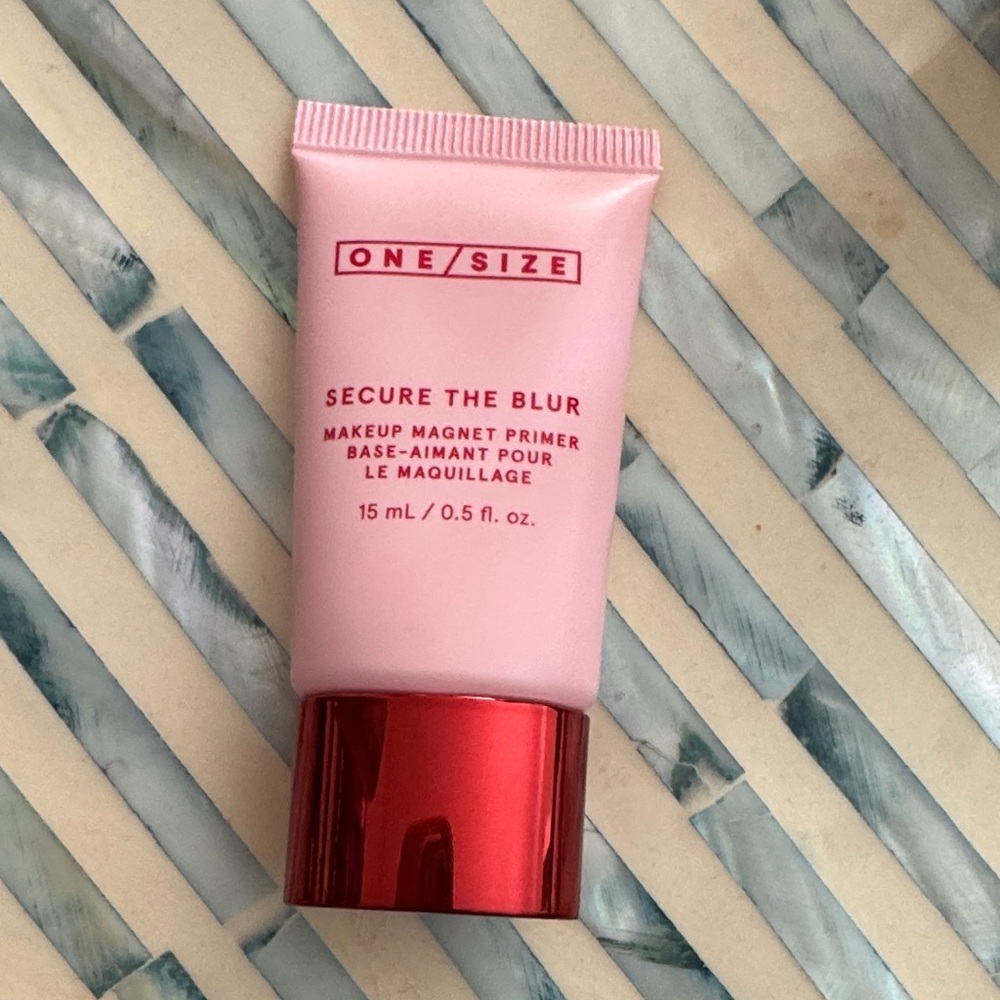 ONE/SIZE
SECURE THE BLUR
MAKEUP MAGNET PRIMER
BASE-AIMANT POUR
LE MAQUILLAGE
15 mL / 0.5 fl. oz.